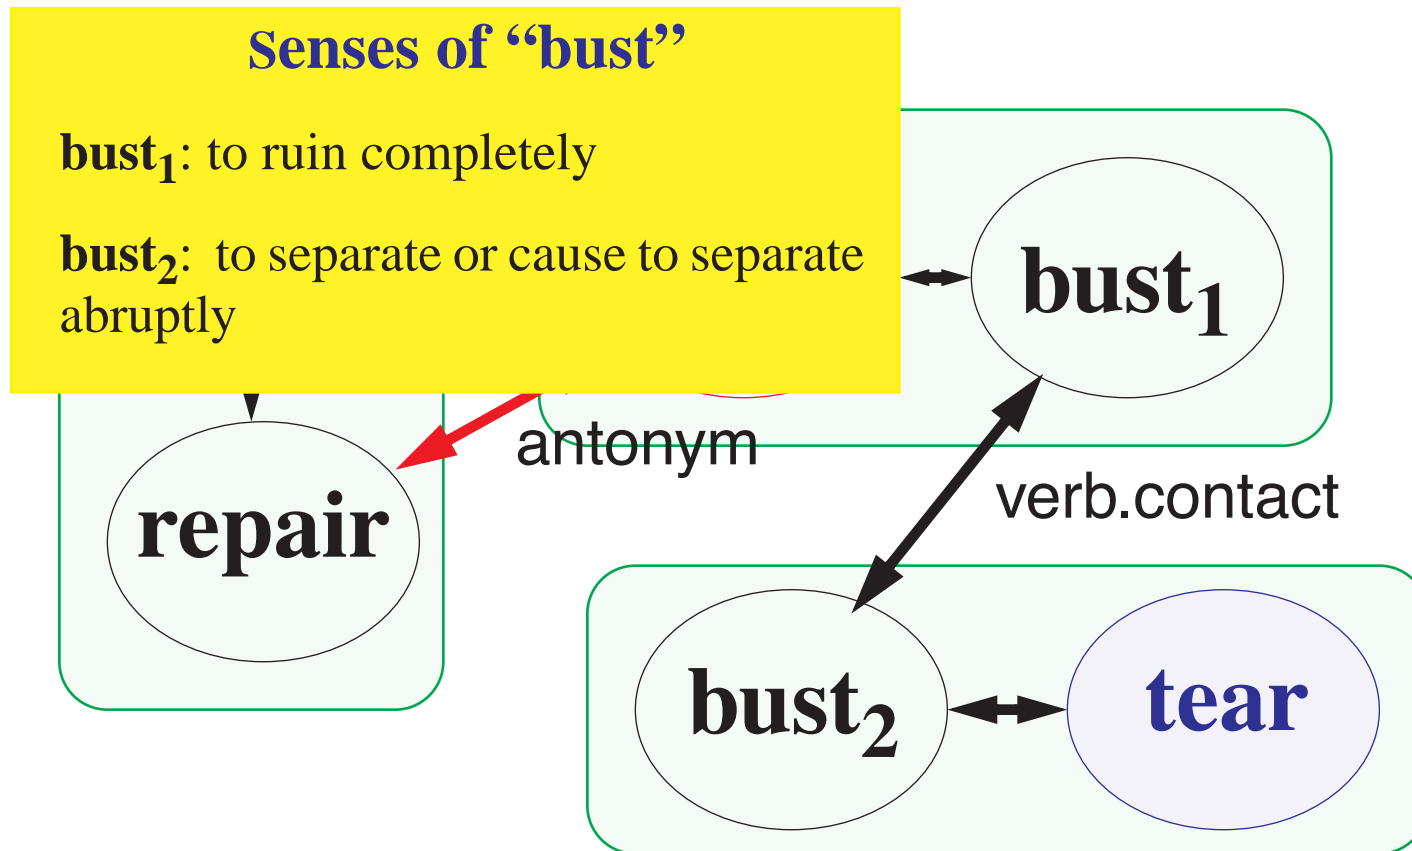 Senses of “bust”
bust1: to ruin completely
bust2: to separate or cause to separate
abruptly
bust1
antonym
verb.contact
repair
bust2
tear